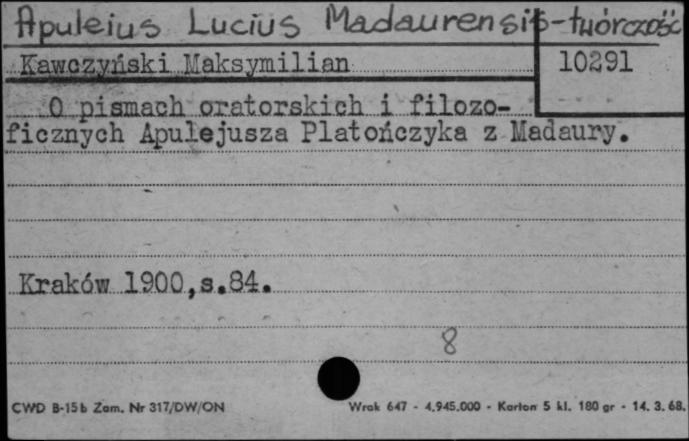 Apuleius Lucius Madaurensis-twórczość
Kawczyński Maksymilian 10291
O pismach oratorskich i filozo-
ficznych Apulejusza Platończyka z Madaury.
Kraków 1900,s.84.
8
CWD B-15b Zam. Nr 317/DW/ON Wrak 647 - 4.945.000 - Karton 5 kl. 180 gr - 14. 3. 68.